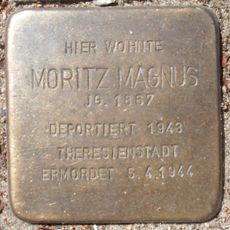 HIER WOHNTE
MORITZ MAGNUS
JG. 1867
DEPORTIERT 1943
THERESIENSTADT
ERMORDET 5.4.1944